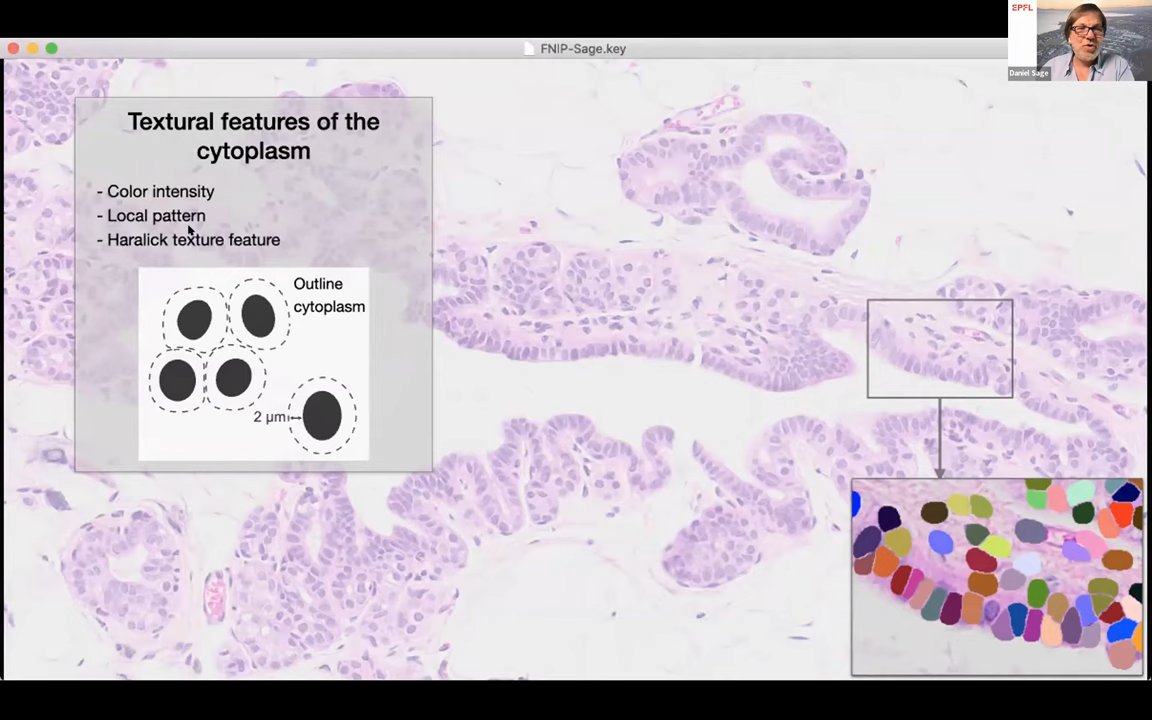 FNIP-Sage.key
EPFL
Daniel Sage
Textural features of the
cytoplasm
- Color intensity
- Local pattern
- Haralick texture feature
Outline
cytoplasm
2 μm